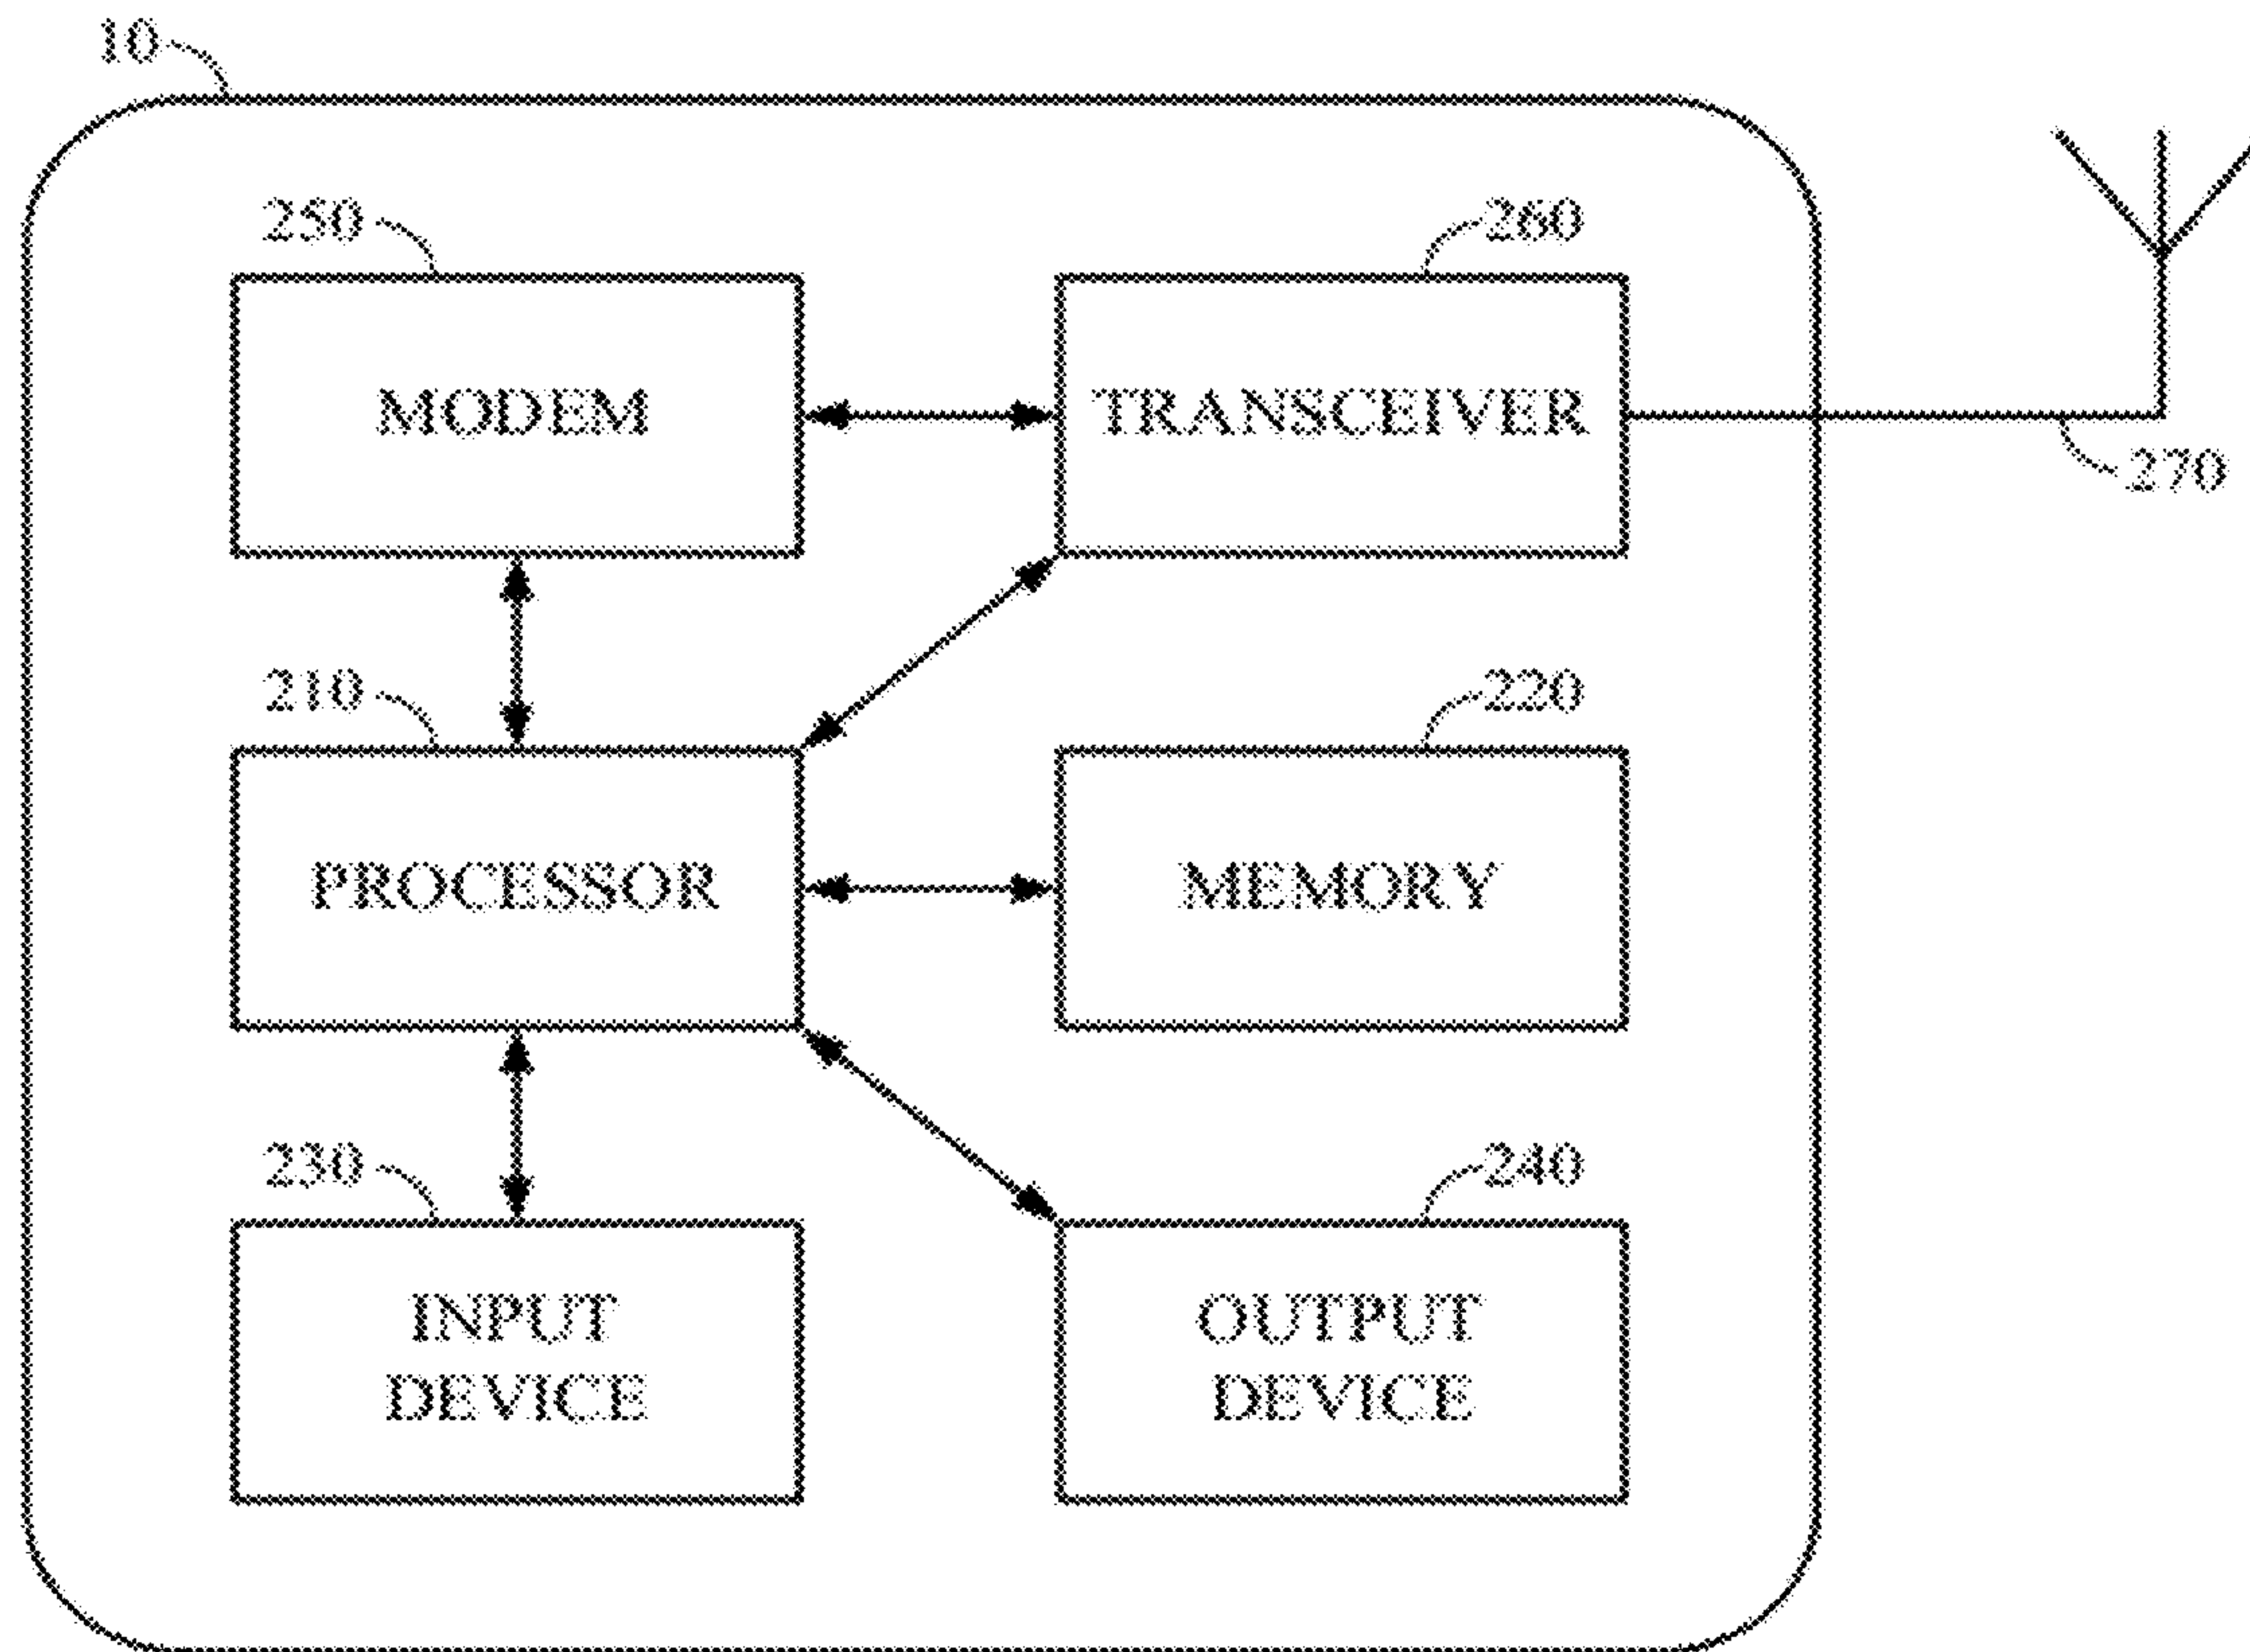 10
250
260
MODEM
TRANSCEIVER
270
210
220
PROCESSOR
MEMORY
230
240
INPUT
DEVICE
OUTPUT
DEVICE